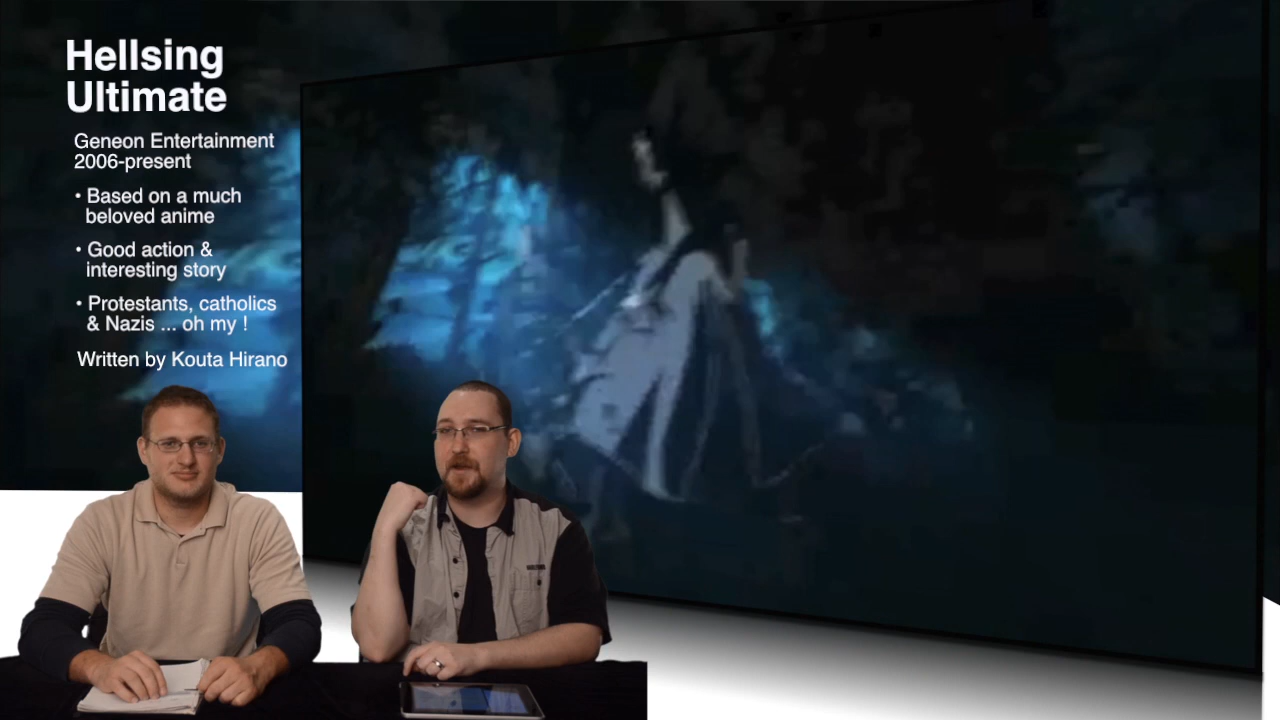 Hellsing
Ultimate
Geneon Entertainment
2006-present
• Based on a much
beloved anime
• Good action &
interesting story
• Protestants, catholics
& Nazis ... oh my !
Written by Kouta Hirano